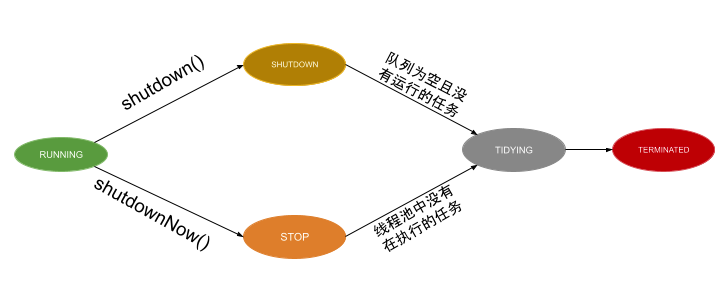 RUNNING
shutdown()
SHUTDOWN
队列为空且没
有运行的任务
shutdownNow()
STOP
线程池中没有
在执行的任务
TIDYING
TERMINATED